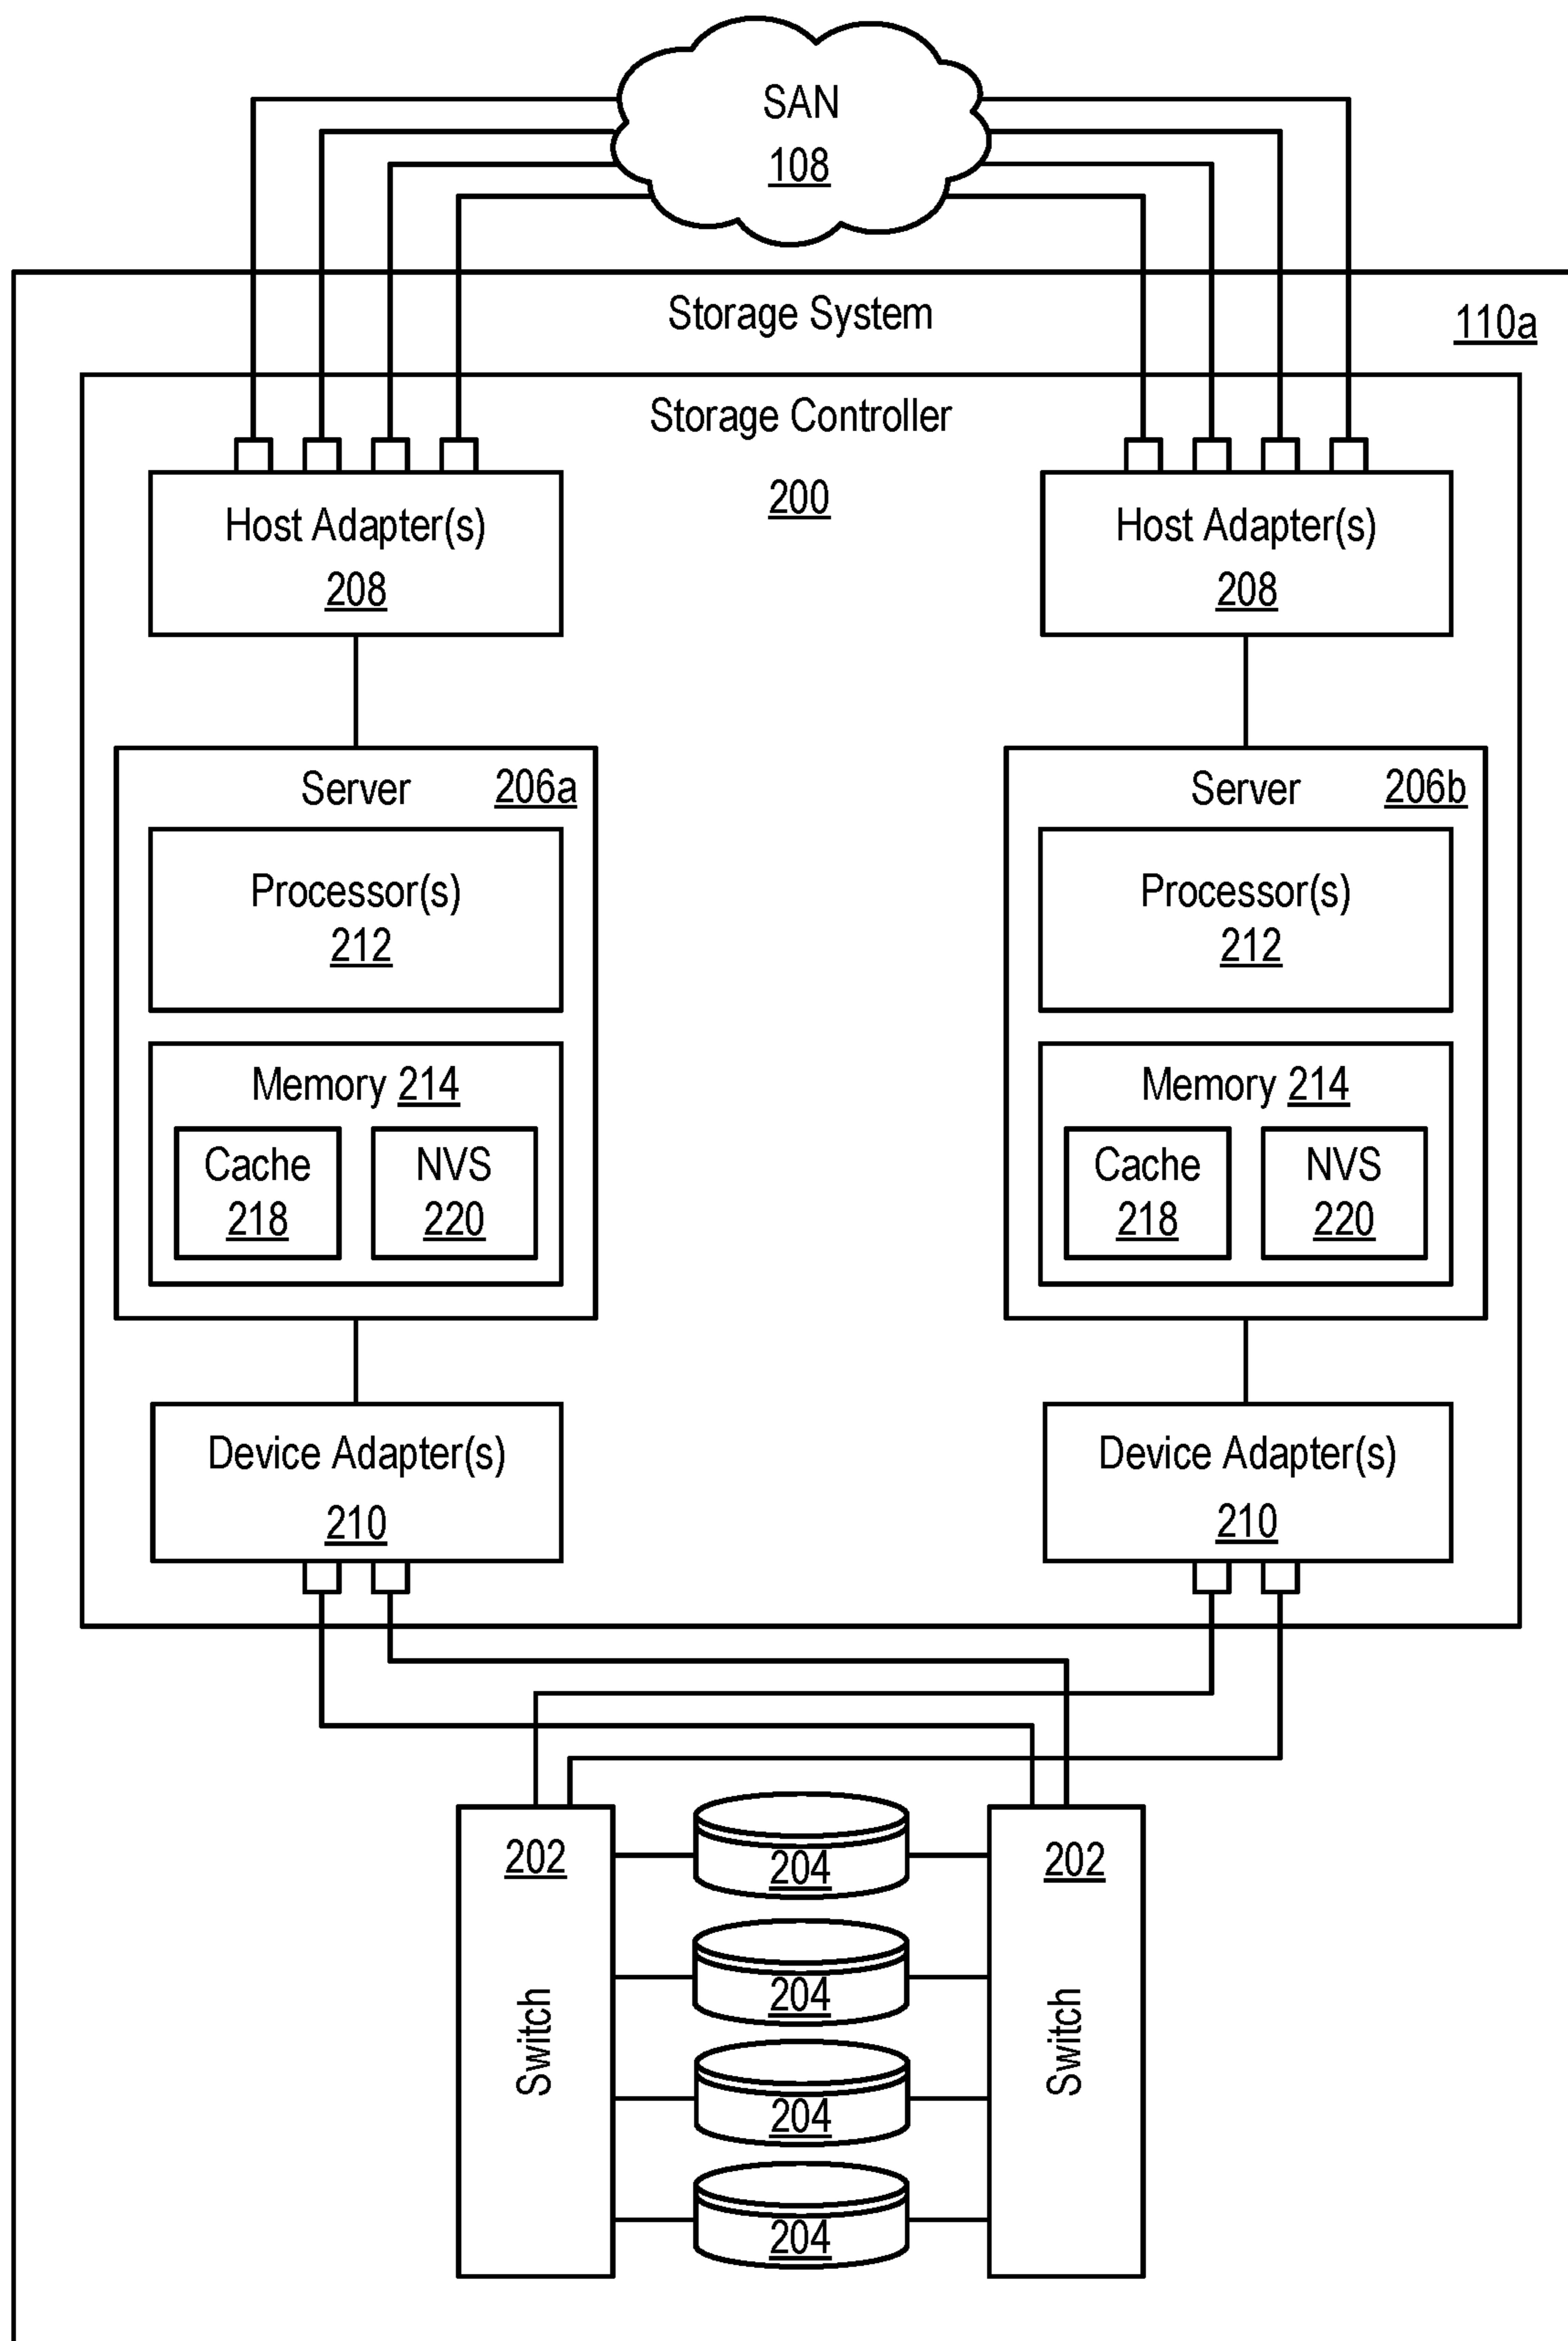 SAN
108
Storage System
110a
Storage Controller
200
Host Adapter(s)
208
Host Adapter(s)
208
Server 206a
Processor(s)
212
Memory 214
Cache
218
NVS
220
Server 206b
Processor(s)
212
Memory 214
Cache
218
NVS
220
Device Adapter(s)
210
Device Adapter(s)
210
202
Switch
204
204
204
204
202
Switch